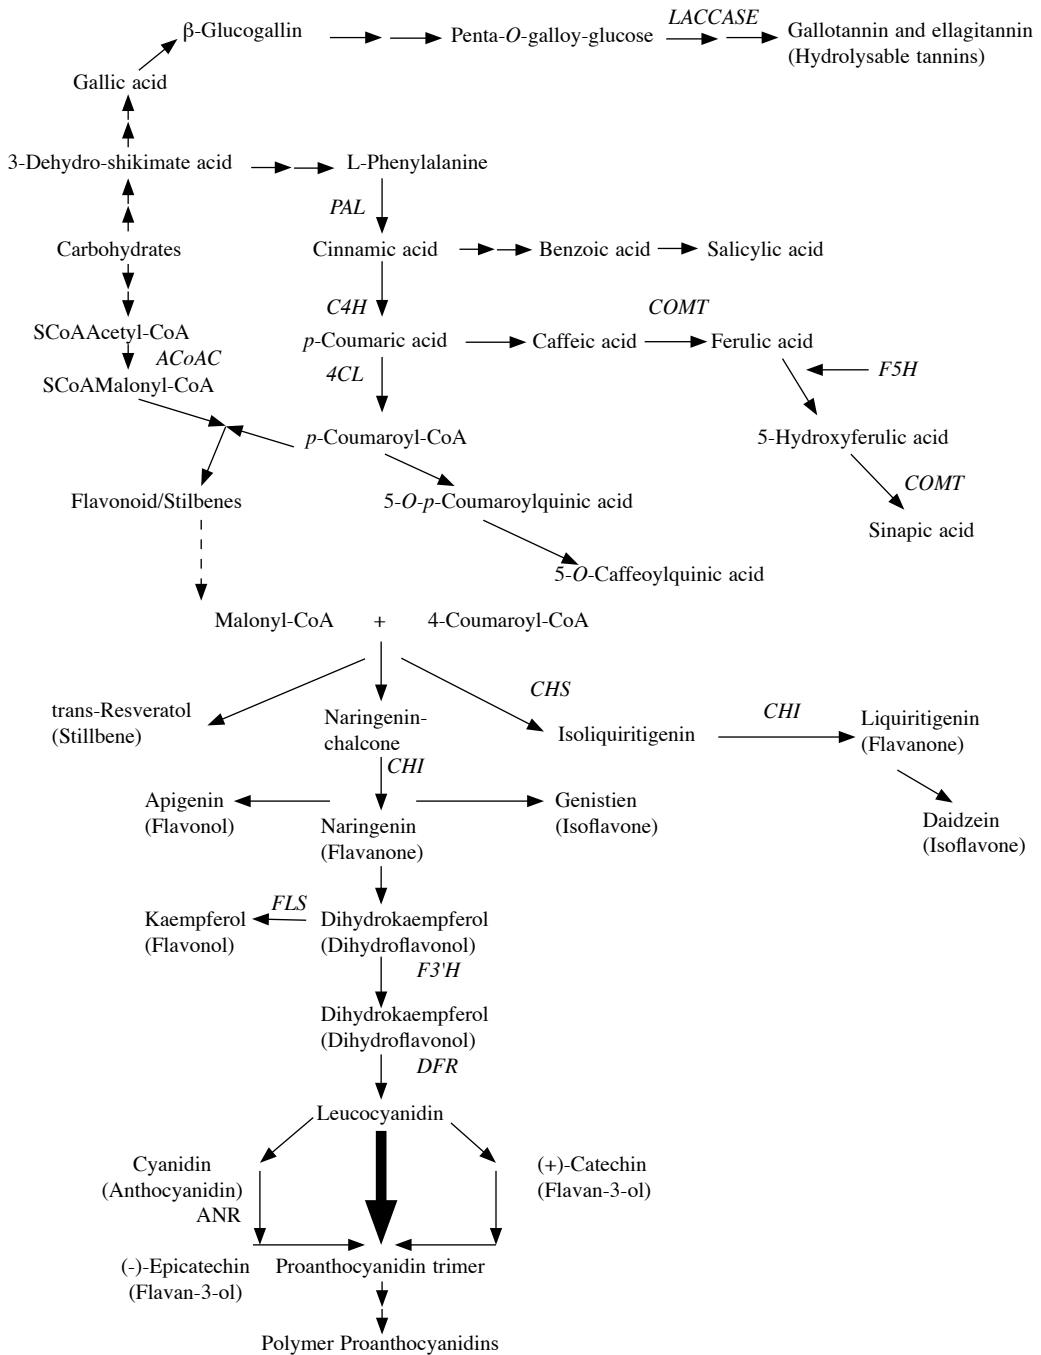 LACCASE
β-Glucogallin
Penta-O-galloy-glucose
Gallotannin and ellagitannin
(Hydrolysable tannins)
Gallic acid
3-Dehydro-shikimate acid
L-Phenylalanine
PAL
Carbohydrates
Cinnamic acid
Benzoic acid
Salicylic acid
C4H
COMT
SCoAAcetyl-CoA
p-Coumaric acid
Caffeic acid
Ferulic acid
ACoAC
4CL
F5H
SCoAMalonyl-CoA
p-Coumaroyl-CoA
5-Hydroxyferulic acid
COMT
Flavonoid/Stilbenes
5-O-p-Coumaroylquinic acid
Sinapic acid
5-O-Caffeoylquinic acid
Malonyl-CoA + 4-Coumaroyl-CoA
CHS
trans-Resveratol
(Stillbene)
Naringenin-
chalcone
Isoliquiritigenin
CHI
Liquiritigenin
(Flavanone)
CHI
Apigenin
(Flavonol)
Naringenin
(Flavanone)
Genistien
(Isoflavone)
Daidzein
(Isoflavone)
FLS
Kaempferol
(Flavonol)
Dihydrokaempferol
(Dihydroflavonol)
F3'H
Dihydrokaempferol
(Dihydroflavonol)
DFR
Leucocyanidin
Cyanidin
(Anthocyanidin)
ANR
(+)-Catechin
(Flavan-3-ol)
(-)-Epicatechin
(Flavan-3-ol)
Proanthocyanidin trimer
Polymer Proanthocyanidins